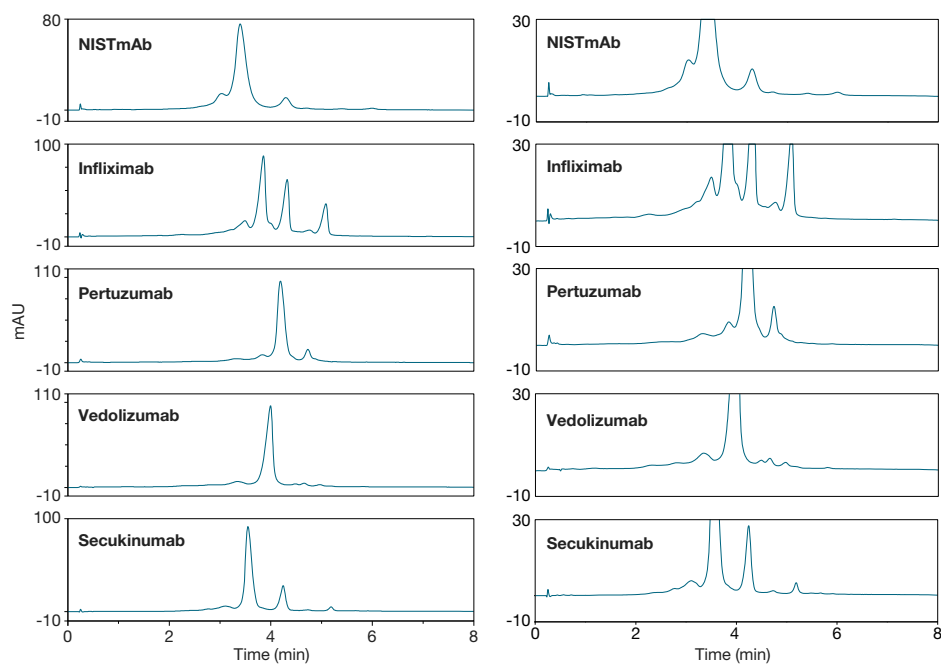 80
NISTmAb
-10
100
Infliximab
-10
110
Pertuzumab
-10
110
Vedolizumab
-10
100
Secukinumab
-10
0 2 4 6 8
Time (min)
mAU
30
NISTmAb
-10
30
Infliximab
-10
30
Pertuzumab
-10
30
Vedolizumab
-10
30
Secukinumab
-10
0 2 4 6 8
Time (min)